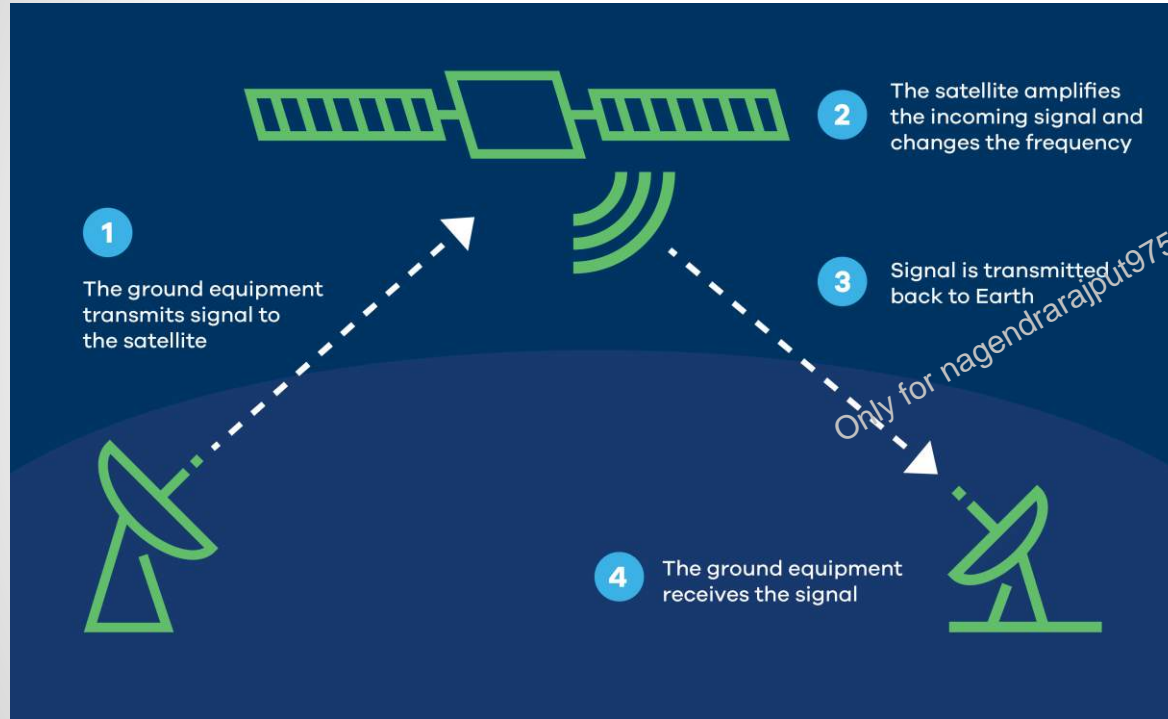 1
The ground equipment
transmits signal to
the satellite
2
The satellite amplifies
the incoming signal and
changes the frequency
3
Signal is transmitted
back to Earth
4
The ground equipment
receives the signal
Only for nagendrarajput975